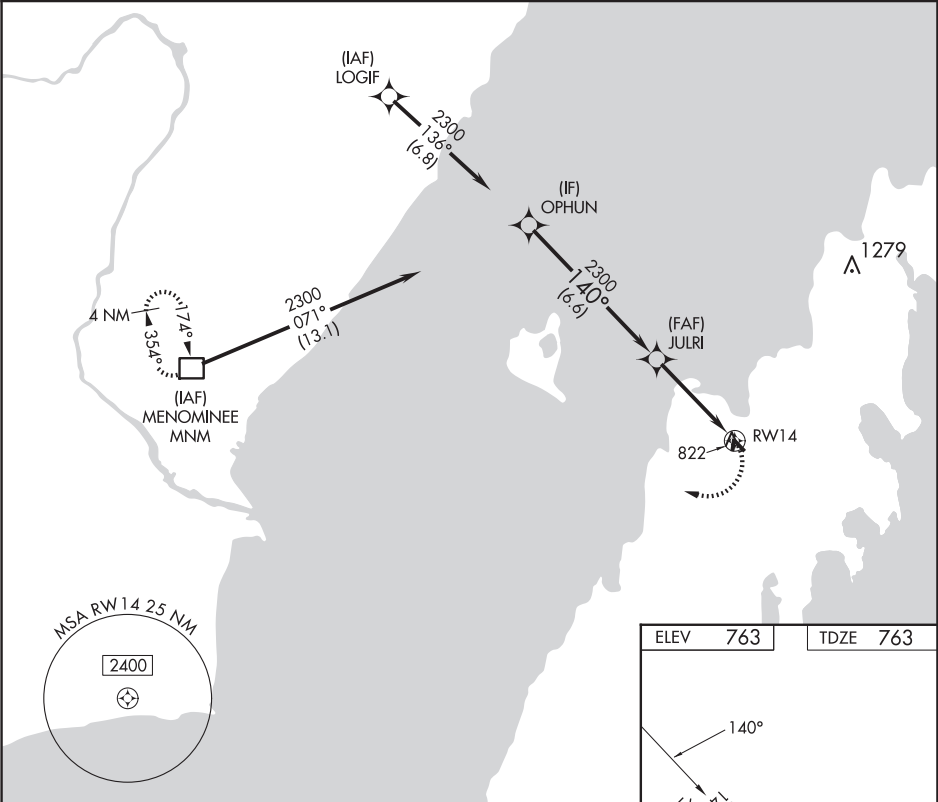 (IAF)
LOGIF
2300
136°
(6.8)
(IF)
OPHUN
1279
2300
140°
(6.6)
2300
071°
(13.1)
4 NM
174°
354°
(FAF)
JULRI
(IAF)
MENOMINEE
MNM
RW14
822
MSA RW14 25 NM
2400
ELEV 763
TDZE 763
140°
14